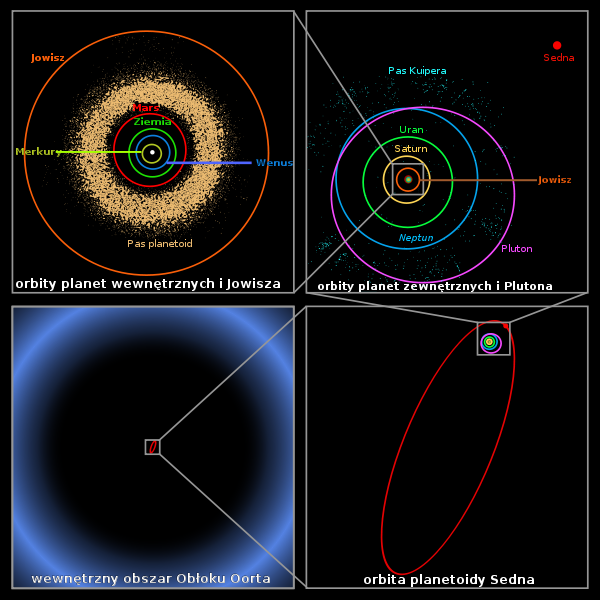 Jowisz
Mars
Ziemia
Merkury
Wenus
Pas planetoid
orbity planet wewnętrznych i Jowisza
Sedna
Pas Kuipera
Uran
Saturn
Jowisz
Neptun
Pluton
orbity planet zewnętrznych i Plutona
wewnętrzny obszar Obłoku Oorta
orbita planetoidy Sedna